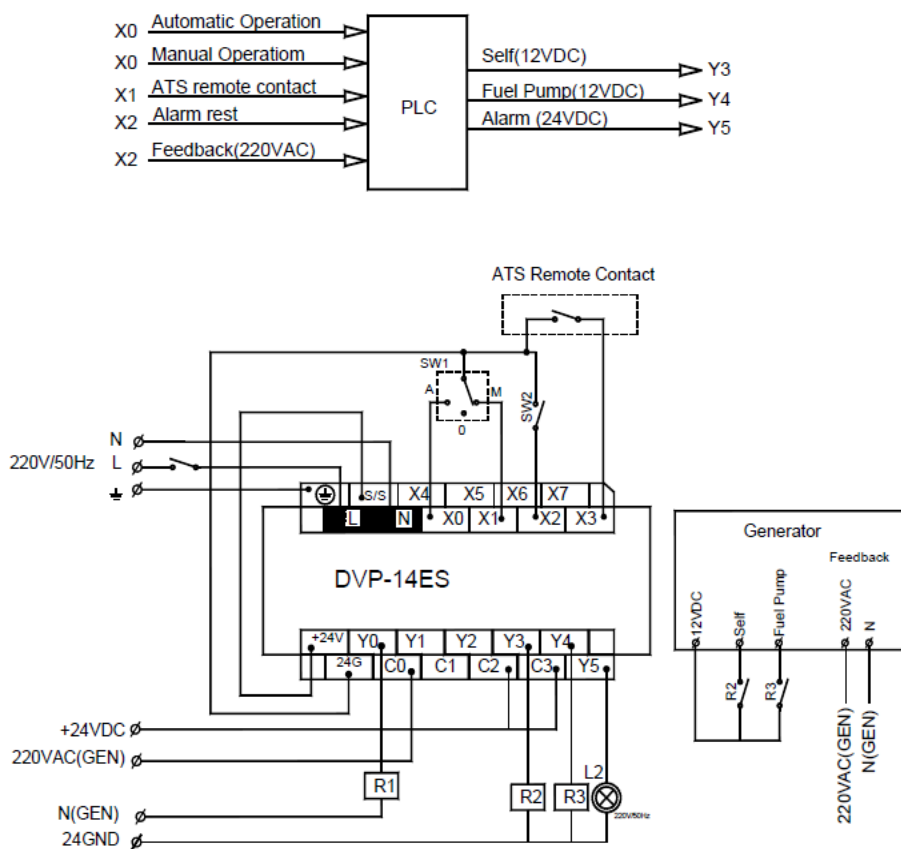 X0 Automatic Operation
X0 Manual Operatiom
X1 ATS remote contact
X2 Alarm rest
X2 Feedback(220VAC)
PLC
Self(12VDC) Y3
Fuel Pump(12VDC) Y4
Alarm (24VDC) Y5
ATS Remote Contact
SW1
A M
0
SW2
N
220V/50Hz L
S/S X4 X5 X6 X7
L N X0 X1 X2 X3
DVP-14ES
+24V Y0 Y1 Y2 Y3 Y4
24G C0 C1 C2 C3 Y5
+24VDC
220VAC(GEN)
R1 R2 R3 L2
220V/50Hz
N(GEN)
24GND
Generator
Feedback
12VDC Self Fuel Pump 220VAC N
R2 R3
220VAC(GEN) N(GEN)